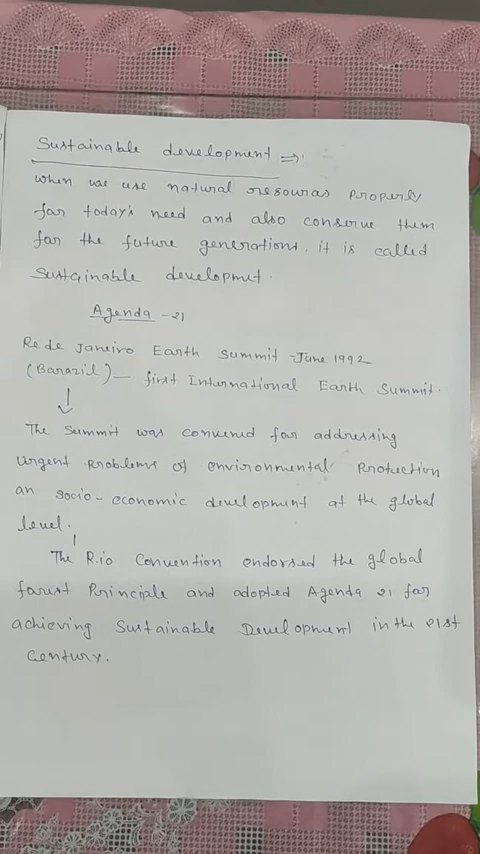 Sustainable development ⇒:
when we use natural resouras properly
for today's need and also conserve them
for the future generations. it is called
Sustainable developmet.
Agenda - 21
Re de Janeiro Earth Summit - June 1992
(Barazil) - first International Earth Summit.
↓
The Summit was convened for addressing
urgent problems of environmental Protection
an socio - economic development at the global
level.
The R.io Convention endorsed the global
forest Principle and adopted Agenda 21 for
achieving Sustainable Development in the 21st
Century.